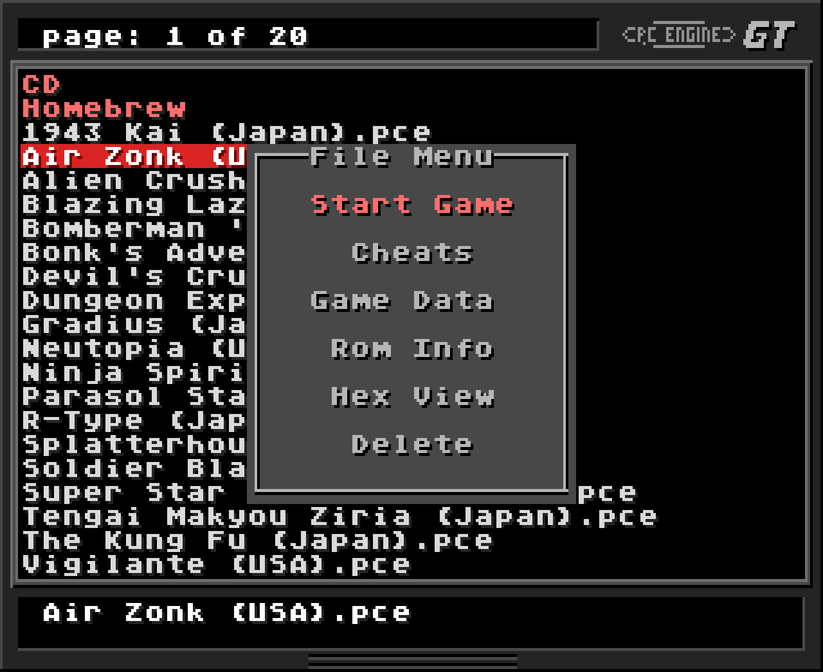 page: 1 of 20
<PC ENGINE> GT
CD
Homebrew
1943 Kai (Japan).pce
Air Zonk (U
Alien Crush
Blazing Laz
Bomberman '
Bonk's Adve
Devil's Cru
Dungeon Exp
Gradius (Ja
Neutopia (U
Ninja Spiri
Parasol Sta
R-Type (Jap
Splatterhou
Soldier Bla
Super Star pce
Tengai Makyou Ziria (Japan).pce
The Kung Fu (Japan).pce
Vigilante (USA).pce
File Menu
Start Game
Cheats
Game Data
Rom Info
Hex View
Delete
Air Zonk (USA).pce